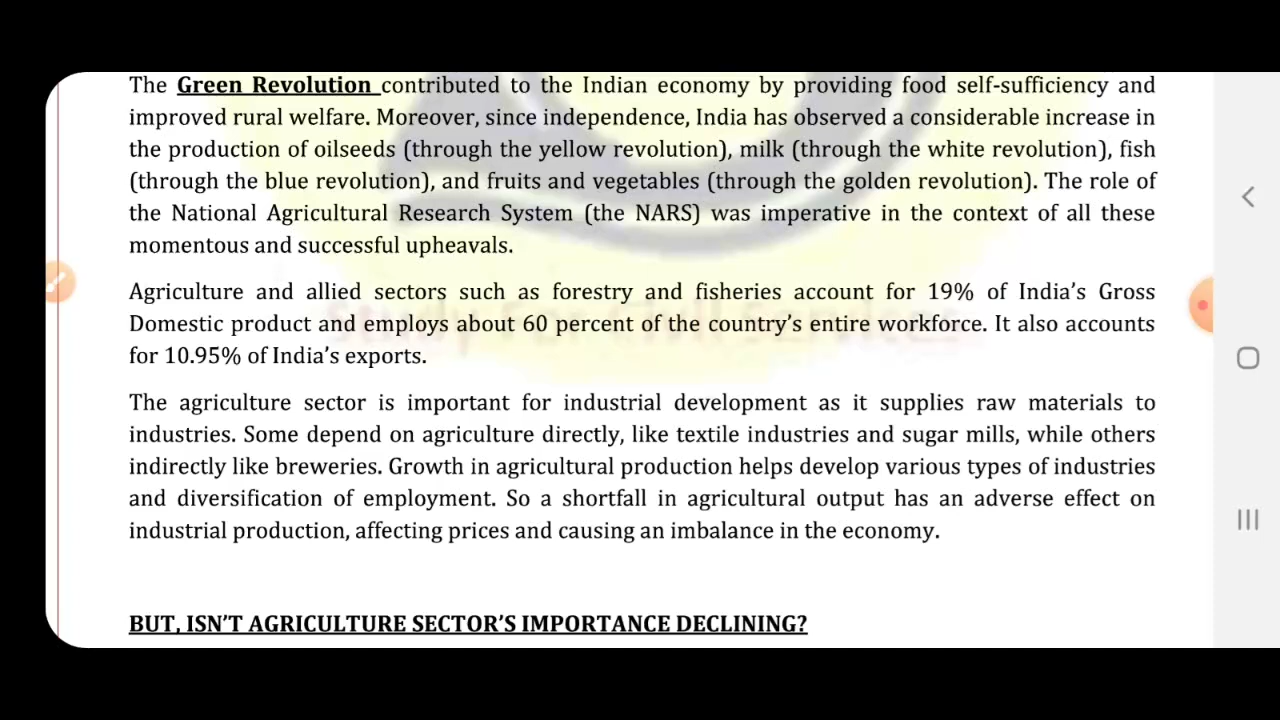 The Green Revolution contributed to the Indian economy by providing food self-sufficiency and
improved rural welfare. Moreover, since independence, India has observed a considerable increase in
the production of oilseeds (through the yellow revolution), milk (through the white revolution), fish
(through the blue revolution), and fruits and vegetables (through the golden revolution). The role of
the National Agricultural Research System (the NARS) was imperative in the context of all these
momentous and successful upheavals.
Agriculture and allied sectors such as forestry and fisheries account for 19% of India’s Gross
Domestic product and employs about 60 percent of the country’s entire workforce. It also accounts
for 10.95% of India’s exports.
The agriculture sector is important for industrial development as it supplies raw materials to
industries. Some depend on agriculture directly, like textile industries and sugar mills, while others
indirectly like breweries. Growth in agricultural production helps develop various types of industries
and diversification of employment. So a shortfall in agricultural output has an adverse effect on
industrial production, affecting prices and causing an imbalance in the economy.
BUT, ISN’T AGRICULTURE SECTOR’S IMPORTANCE DECLINING?